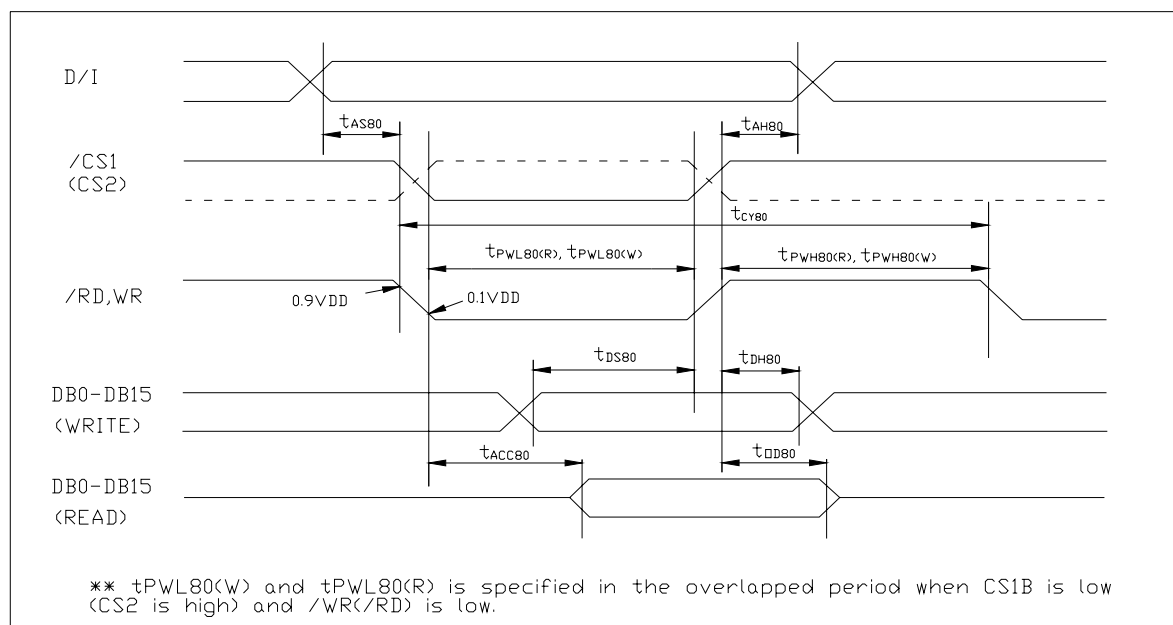 D/I
tAS80
tAH80
/CS1
(CS2)
tCY80
tPWL80(R), tPWL80(W)
tPWH80(R), tPWH80(W)
/RD,WR
0.9VDD
0.1VDD
tDS80
tDH80
DB0-DB15
(WRITE)
tACC80
tOD80
DB0-DB15
(READ)
** tPWL80(W) and tPWL80(R) is specified in the overlapped period when CS1B is low
(CS2 is high) and /WR(/RD) is low.